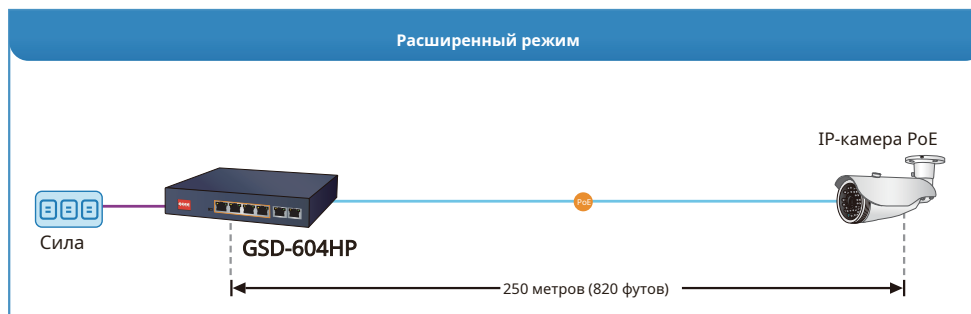 Расширенный режим
IP-камера PoE
PoE
Сила
GSD-604HP
250 метров (820 футов)